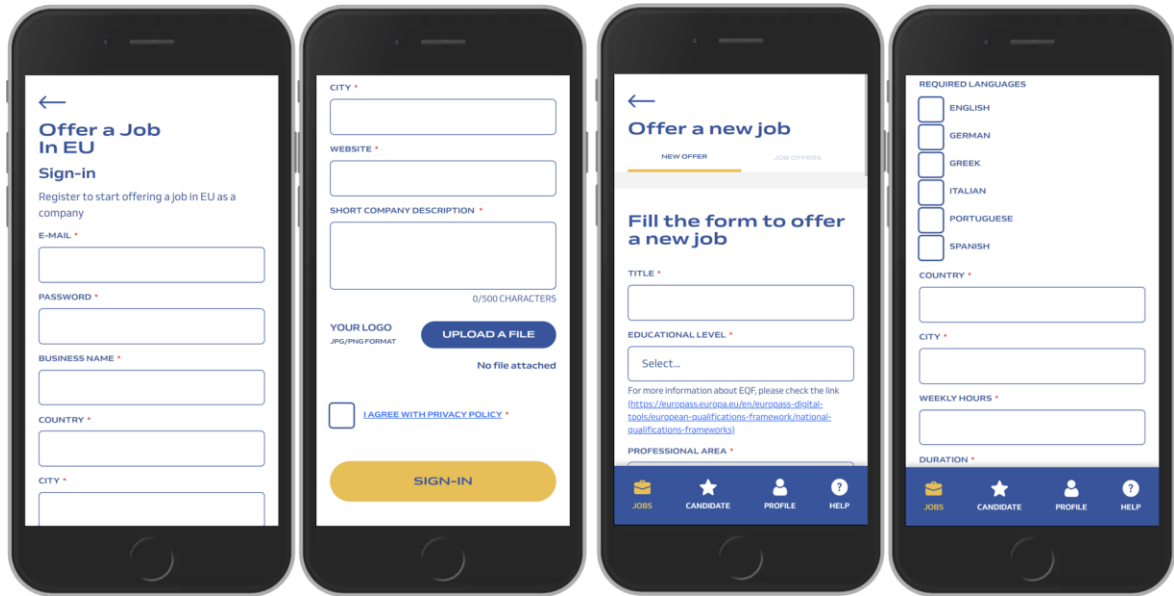 Offer a Job
In EU
Sign-in
Register to start offering a job in EU as a
company
E-MAIL *
PASSWORD *
BUSINESS NAME *
COUNTRY *
CITY *
CITY *
WEBSITE *
SHORT COMPANY DESCRIPTION *
0/500 CHARACTERS
YOUR LOGO
JPG/PNG FORMAT
UPLOAD A FILE
No file attached
I AGREE WITH PRIVACY POLICY *
SIGN-IN
Offer a new job
NEW OFFER
JOB OFFERS
Fill the form to offer
a new job
TITLE *
EDUCATIONAL LEVEL *
Select...
For more information about EQF, please check the link
(https://europass.europa.eu/en/europass-digital-
tools/european-qualifications-framework/national-
qualifications-frameworks)
PROFESSIONAL AREA *
JOBS CANDIDATE PROFILE HELP
REQUIRED LANGUAGES
ENGLISH
GERMAN
GREEK
ITALIAN
PORTUGUESE
SPANISH
COUNTRY *
CITY *
WEEKLY HOURS *
DURATION *
JOBS CANDIDATE PROFILE HELP